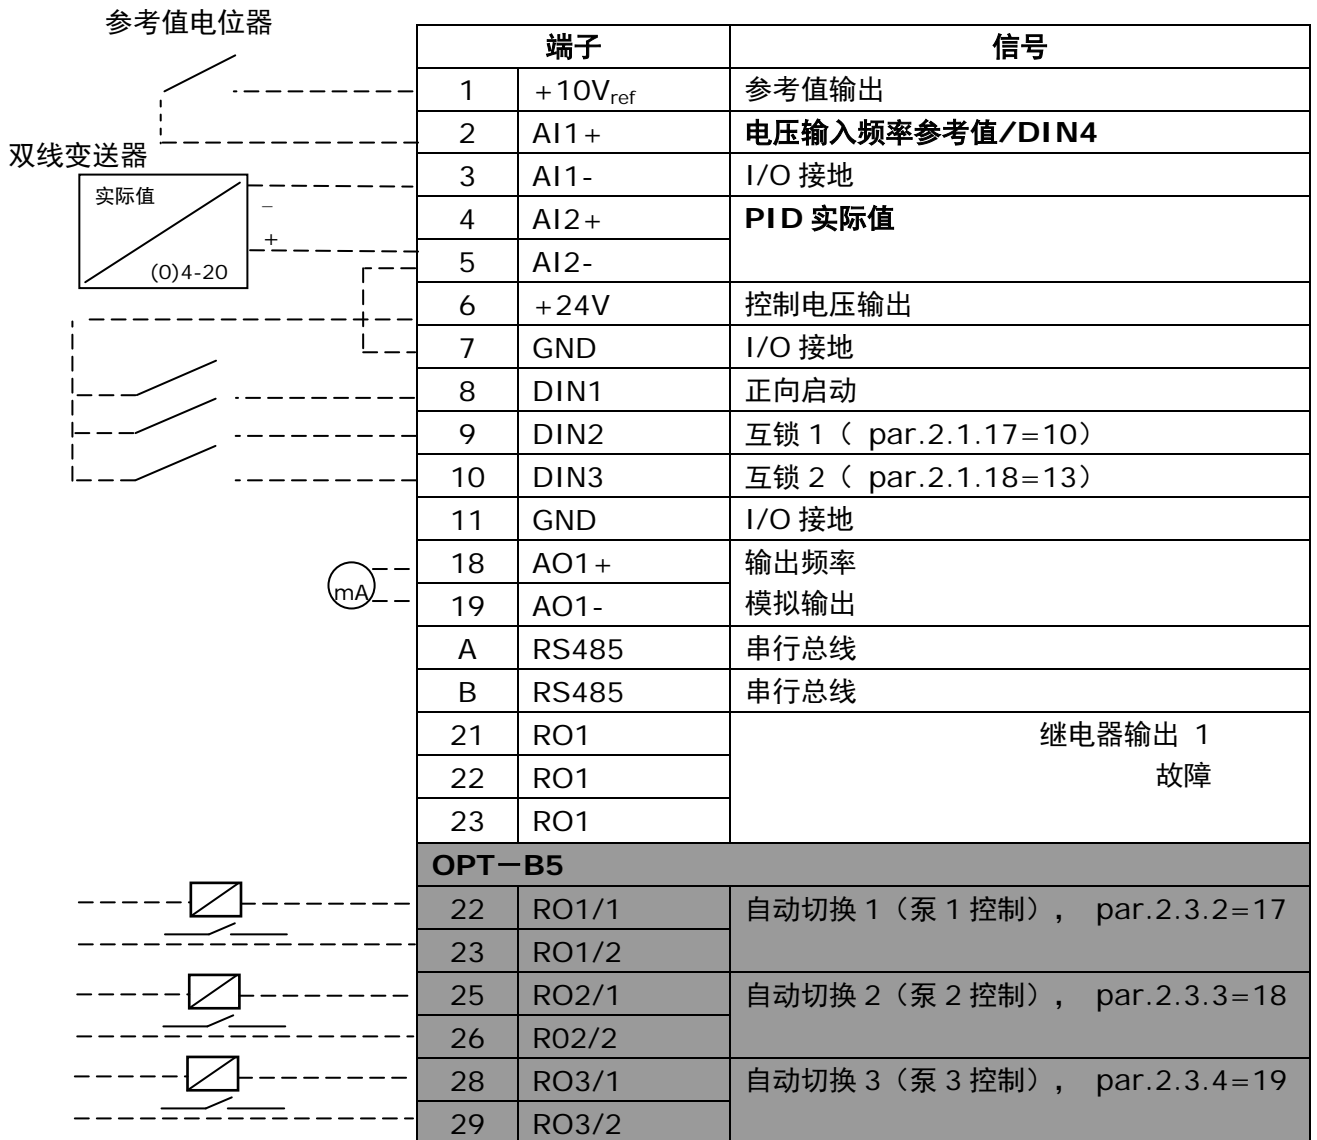 参考值电位器
端子 信号
1 +10Vref 参考值输出
2 AI1+ 电压输入频率参考值/DIN4
双线变送器
3 AI1- I/O 接地
实际值
−
4 AI2+ PID 实际值
+
(0)4-20
5 AI2-
6 +24V 控制电压输出
7 GND I/O 接地
8 DIN1 正向启动
9 DIN2 互锁 1（ par.2.1.17=10）
10 DIN3 互锁 2（ par.2.1.18=13）
11 GND I/O 接地
18 AO1+ 输出频率
mA
19 AO1- 模拟输出
A RS485 串行总线
B RS485 串行总线
21 RO1 继电器输出 1
22 RO1 故障
23 RO1
OPT－B5
22 RO1/1 自动切换 1（泵 1 控制）， par.2.3.2=17
23 RO1/2
25 RO2/1 自动切换 2（泵 2 控制）， par.2.3.3=18
26 R02/2
28 RO3/1 自动切换 3（泵 3 控制）， par.2.3.4=19
29 RO3/2